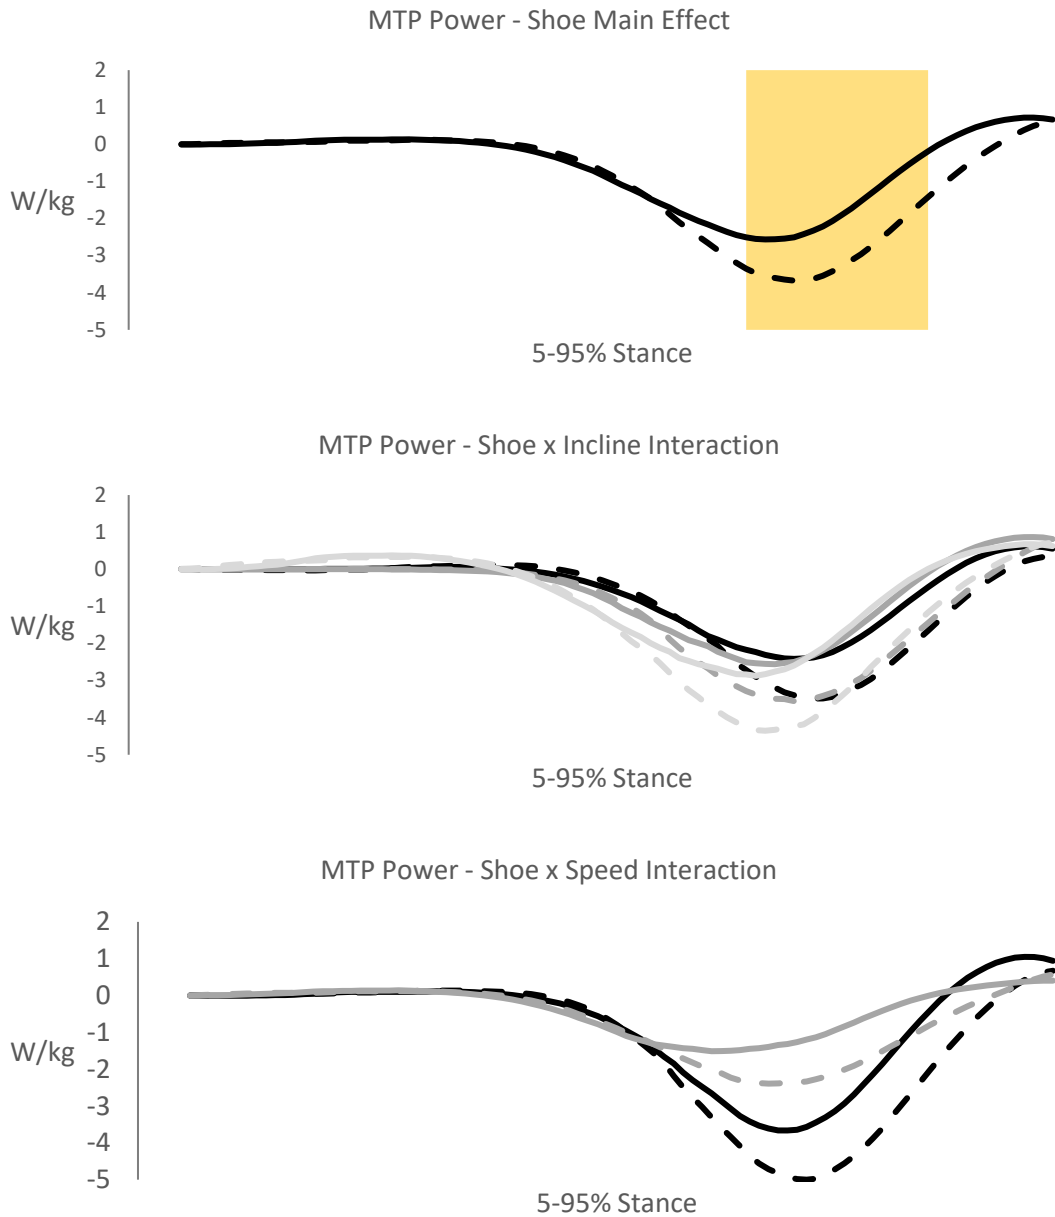 MTP Power - Shoe Main Effect
2
1
0
-1
-2
-3
-4
-5
W/kg
5-95% Stance
MTP Power - Shoe x Incline Interaction
2
1
0
-1
-2
-3
-4
-5
W/kg
5-95% Stance
MTP Power - Shoe x Speed Interaction
2
1
0
-1
-2
-3
-4
-5
W/kg
5-95% Stance